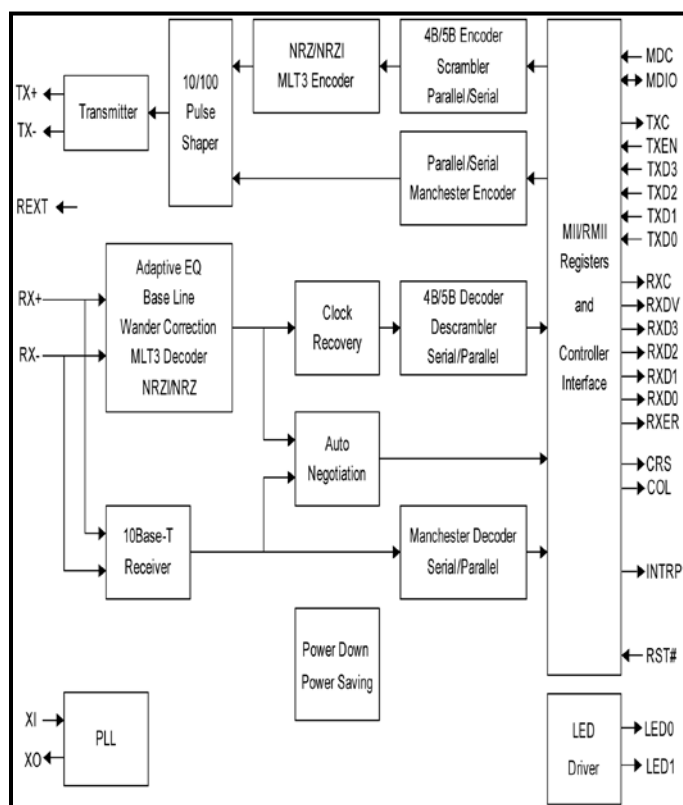 TX+
TX-
Transmitter
10/100
Pulse
Shaper
NRZ/NRZI
MLT3 Encoder
4B/5B Encoder
Scrambler
Parallel/Serial
Parallel/Serial
Manchester Encoder
REXT
RX+
RX-
Adaptive EQ
Base Line
Wander Correction
MLT3 Decoder
NRZI/NRZ
Clock
Recovery
4B/5B Decoder
Descrambler
Serial/Parallel
Auto
Negotiation
10Base-T
Receiver
Manchester Decoder
Serial/Parallel
Power Down
Power Saving
XI
XO
PLL
MII/RMII
Registers
and
Controller
Interface
MDC
MDIO
TXC
TXEN
TXD3
TXD2
TXD1
TXD0
RXC
RXDV
RXD3
RXD2
RXD1
RXD0
RXER
CRS
COL
INTRP
RST#
LED
Driver
LED0
LED1